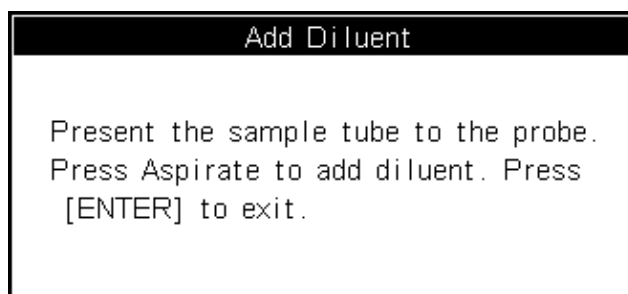 Add Diluent
Present the sample tube to the probe.
Press Aspirate to add diluent. Press
[ENTER] to exit.